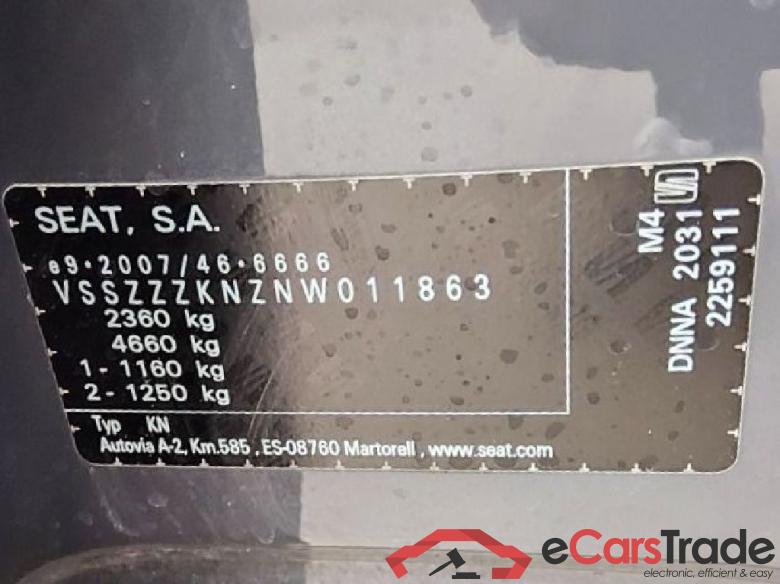 SEAT, S.A.
e9*2007/46*6666
VSSZZZKNZNW011863
2360 kg
4660 kg
1 - 1160 kg
2 - 1250 kg
Typ KN
Autovia A-2, Km.585 , ES-08760 Martorell , www.seat.com
M4
DNNA 2031
2259111
eCarsTrade
electronic, efficient & easy